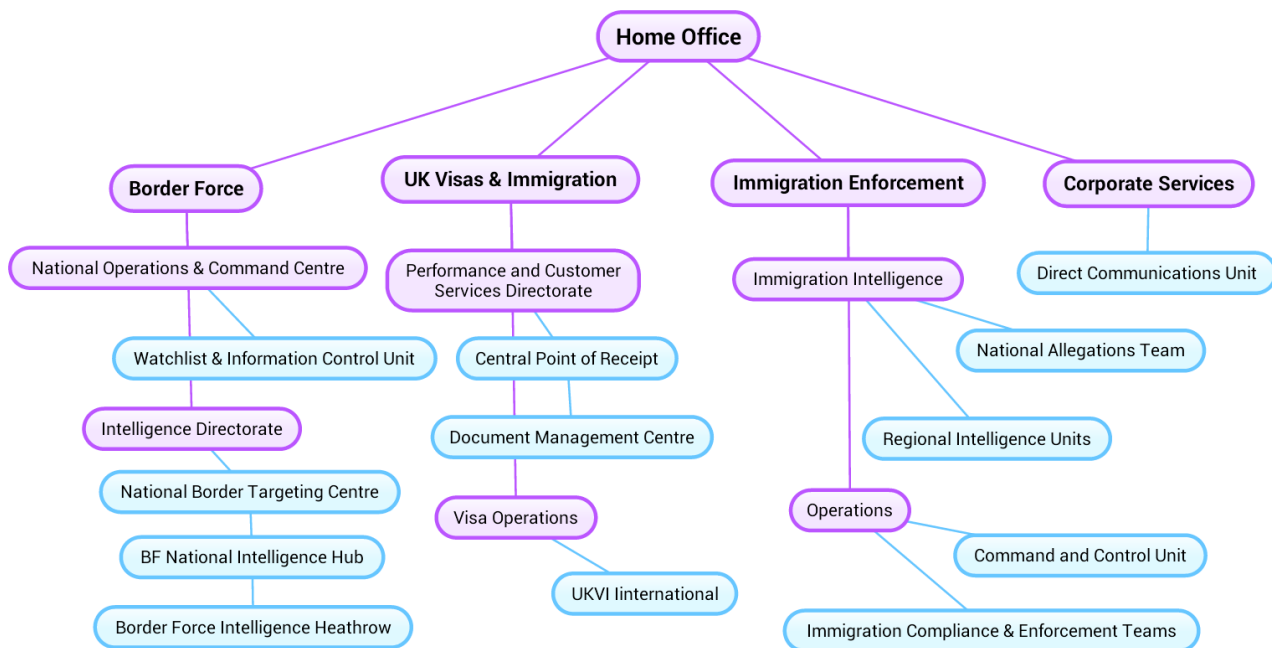 Home Office
Border Force
UK Visas & Immigration
Immigration Enforcement
Corporate Services
National Operations & Command Centre
Performance and Customer
Services Directorate
Immigration Intelligence
Direct Communications Unit
Watchlist & Information Control Unit
Central Point of Receipt
National Allegations Team
Intelligence Directorate
Document Management Centre
Regional Intelligence Units
National Border Targeting Centre
Visa Operations
Operations
BF National Intelligence Hub
Command and Control Unit
UKVI Iinternational
Border Force Intelligence Heathrow
Immigration Compliance & Enforcement Teams